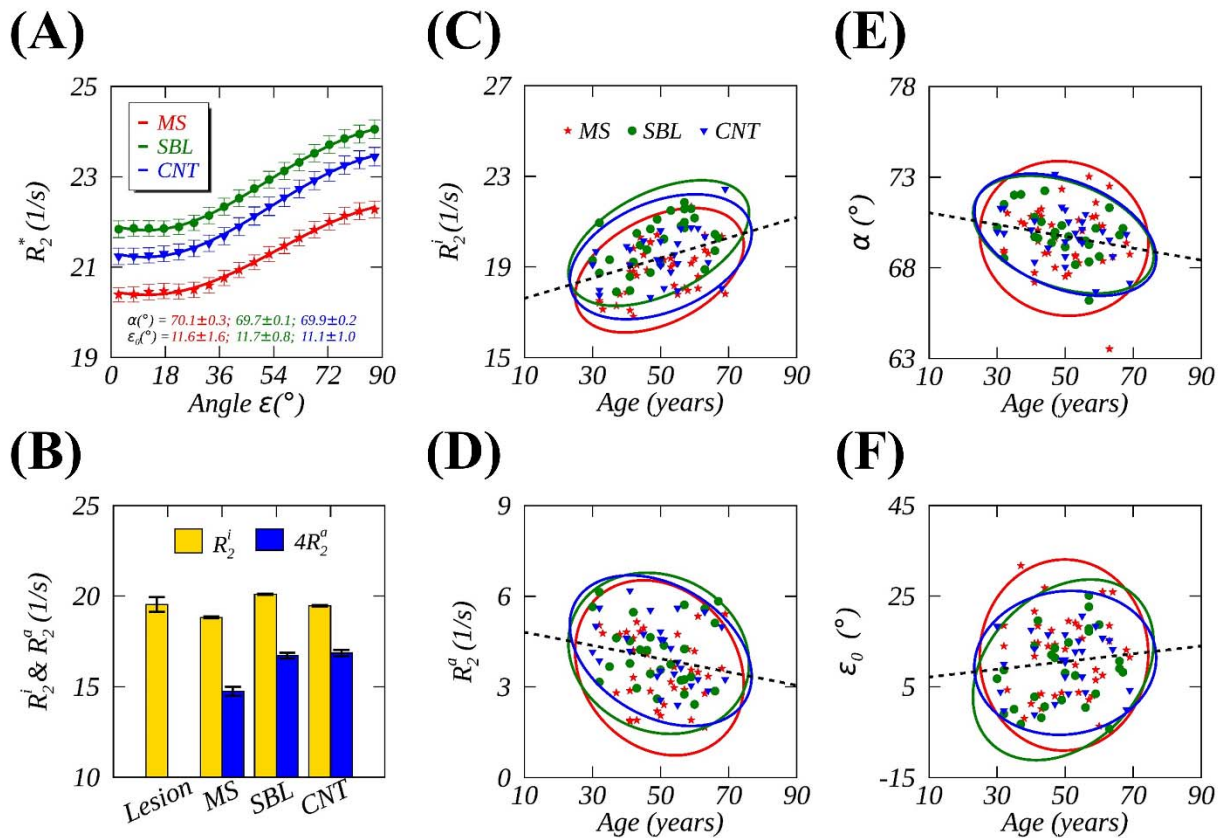 (A)
25
23
21
19
R₂* (1/s)
MS
SBL
CNT
α(°) = 70.1±0.3; 69.7±0.1; 69.9±0.2
ε₀(°) = 11.6±1.6; 11.7±0.8; 11.1±1.0
0 18 36 54 72 90
Angle ε(°)
(B)
25
20
15
10
R₂ⁱ & R₂ᵃ (1/s)
R₂ⁱ 4R₂ᵃ
Lesion MS SBL CNT
(C)
27
23
19
15
R₂ⁱ (1/s)
MS SBL CNT
10 30 50 70 90
Age (years)
(D)
9
6
3
0
R₂ᵃ (1/s)
10 30 50 70 90
Age (years)
(E)
78
73
68
63
α (°)
10 30 50 70 90
Age (years)
(F)
45
25
5
-15
ε₀ (°)
10 30 50 70 90
Age (years)